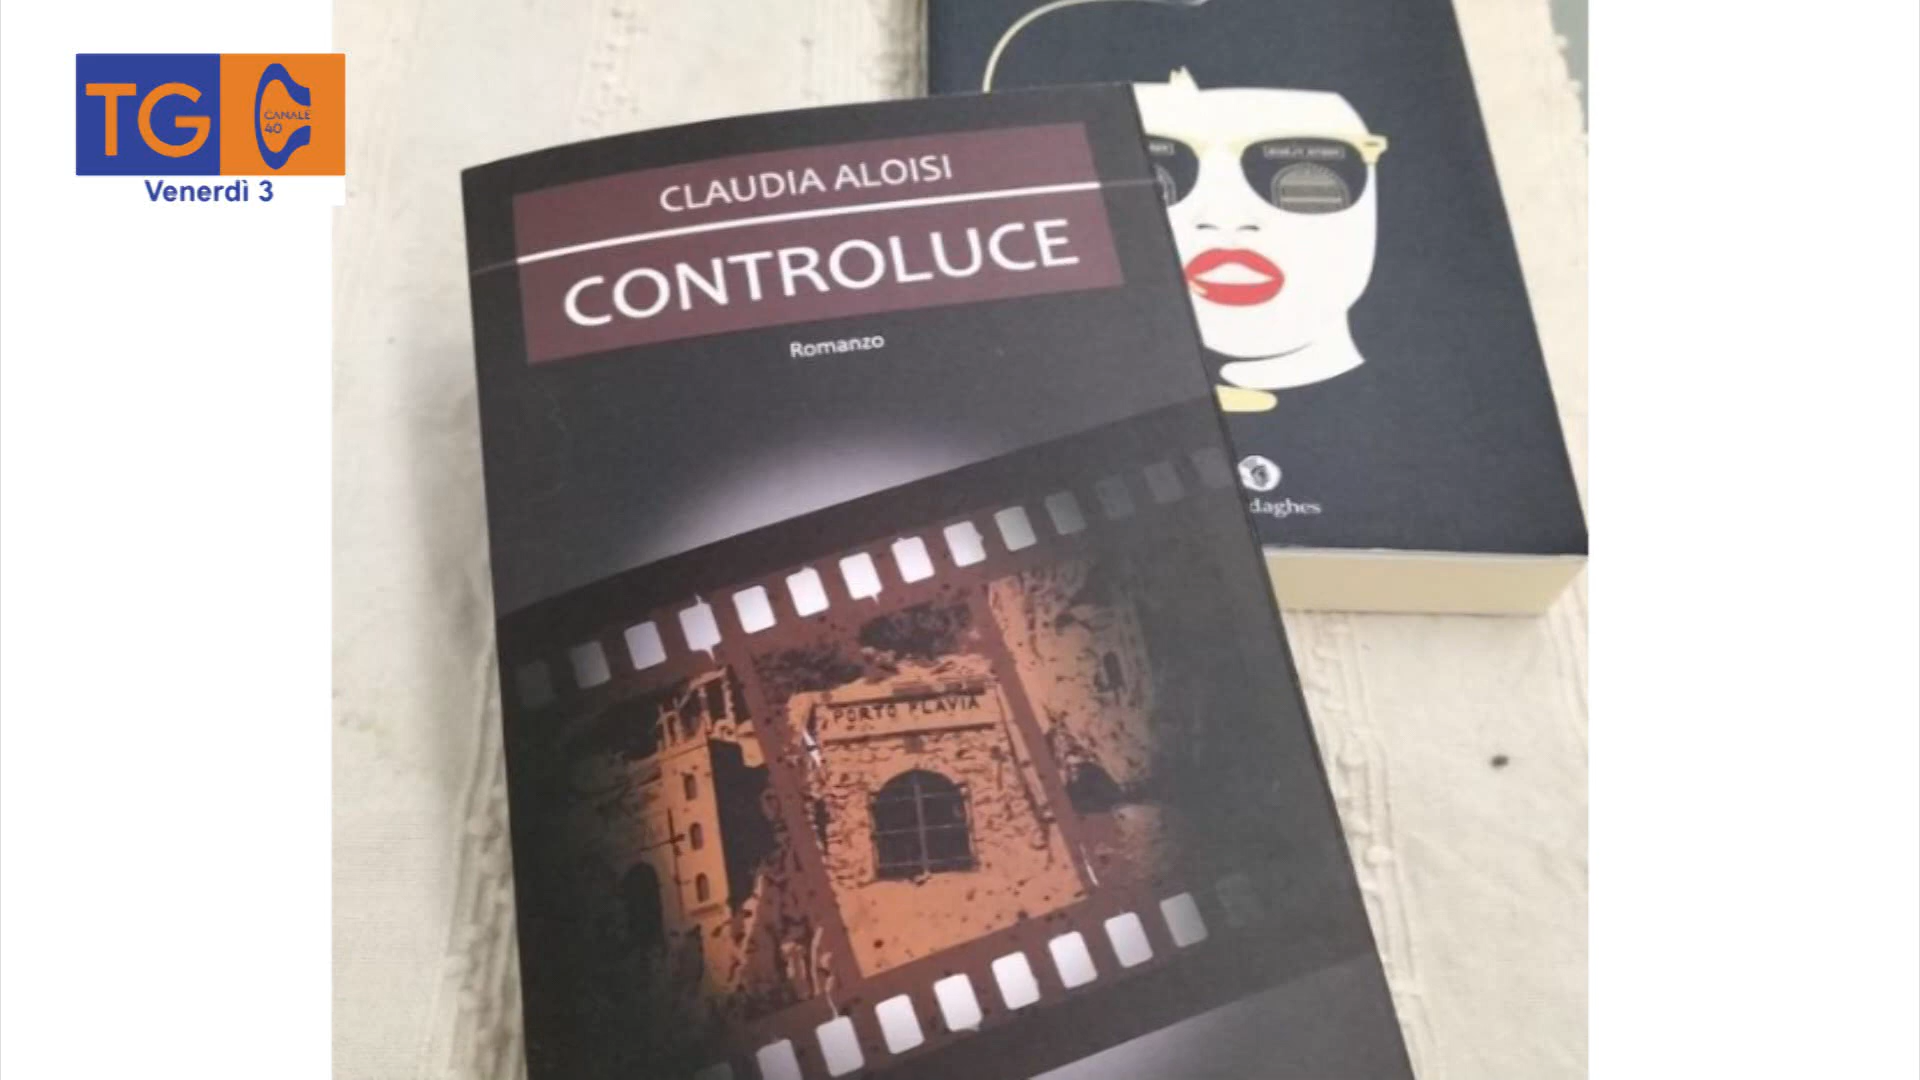 TG
CANALE
40
Venerdì 3
CLAUDIA ALOISI
CONTROLUCE
Romanzo
PORTO FLAVIA
daghes